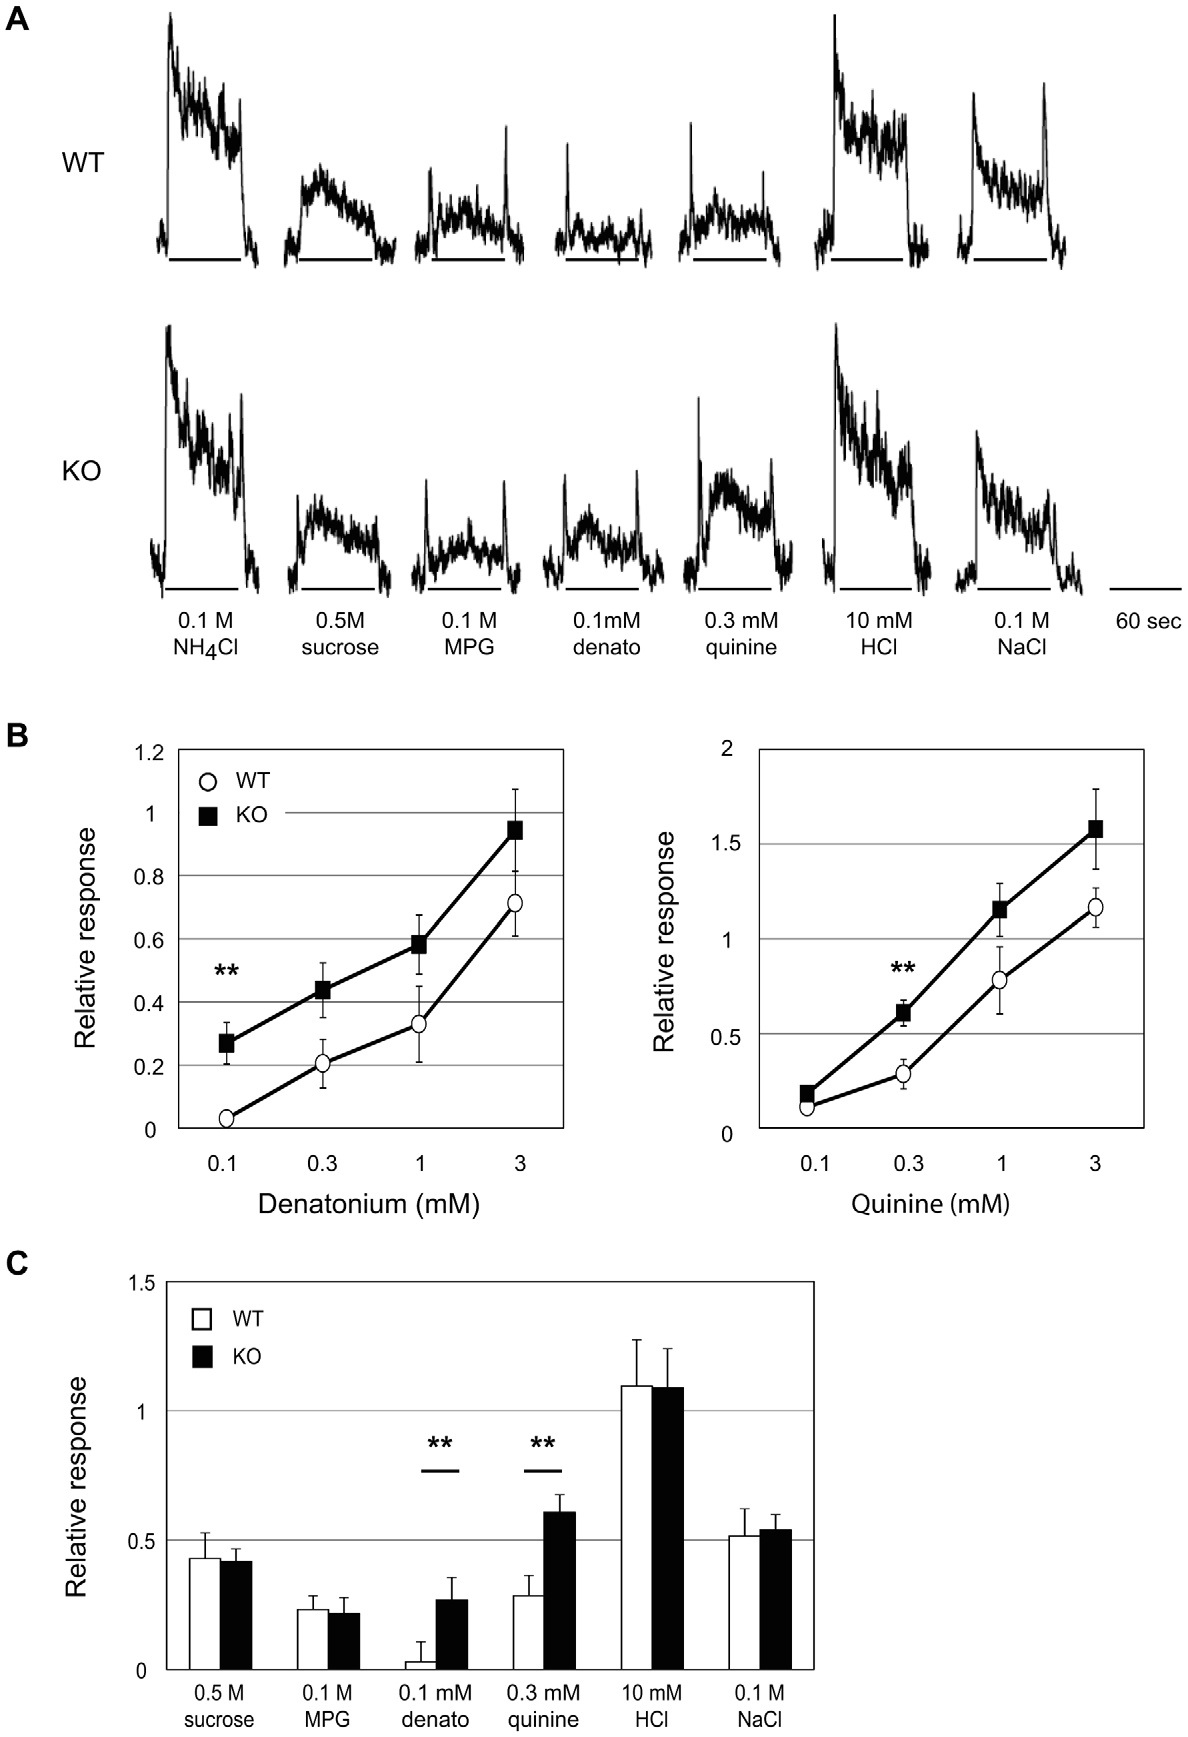 A
WT
KO
0.1 M 0.5M 0.1 M 0.1mM 0.3 mM 10 mM 0.1 M 60 sec
NH4Cl sucrose MPG denato quinine HCl NaCl
B
1.2 2
WT
KO
1 1.5
0.8
0.6 1
**
**
0.4
0.5
0.2
0 0
Relative response
Relative response
0.1 0.3 1 3 0.1 0.3 1 3
Denatonium (mM) Quinine (mM)
C
1.5
WT
KO
1
** **
0.5
0
Relative response
0.5 M 0.1 M 0.1 mM 0.3 mM 10 mM 0.1 M
sucrose MPG denato quinine HCl NaCl